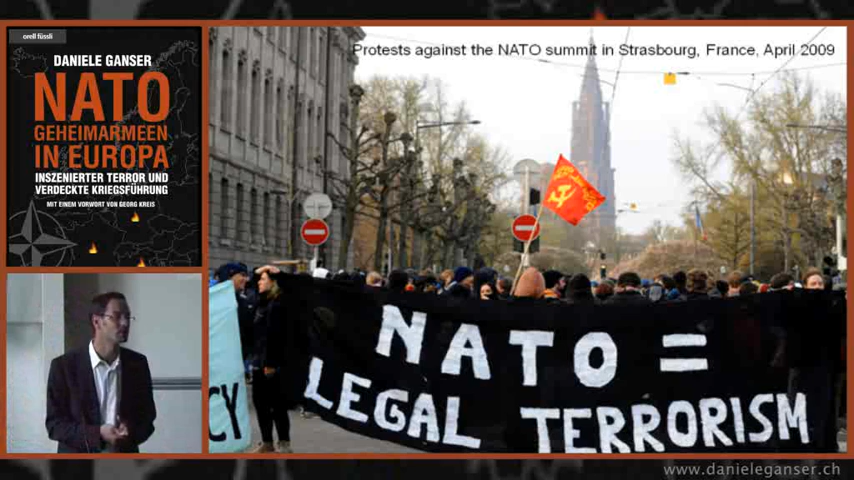 orell füssli
DANIELE GANSER
NATO
GEHEIMARMEEN
IN EUROPA
INSZENIERTER TERROR UND
VERDECKTE KRIEGSFÜHRUNG
MIT EINEM VORWORT VON GEORG KREIS
Protests against the NATO summit in Strasbourg, France, April 2009
CY
NATO =
LEGAL TERRORISM
www.danieleganser.ch